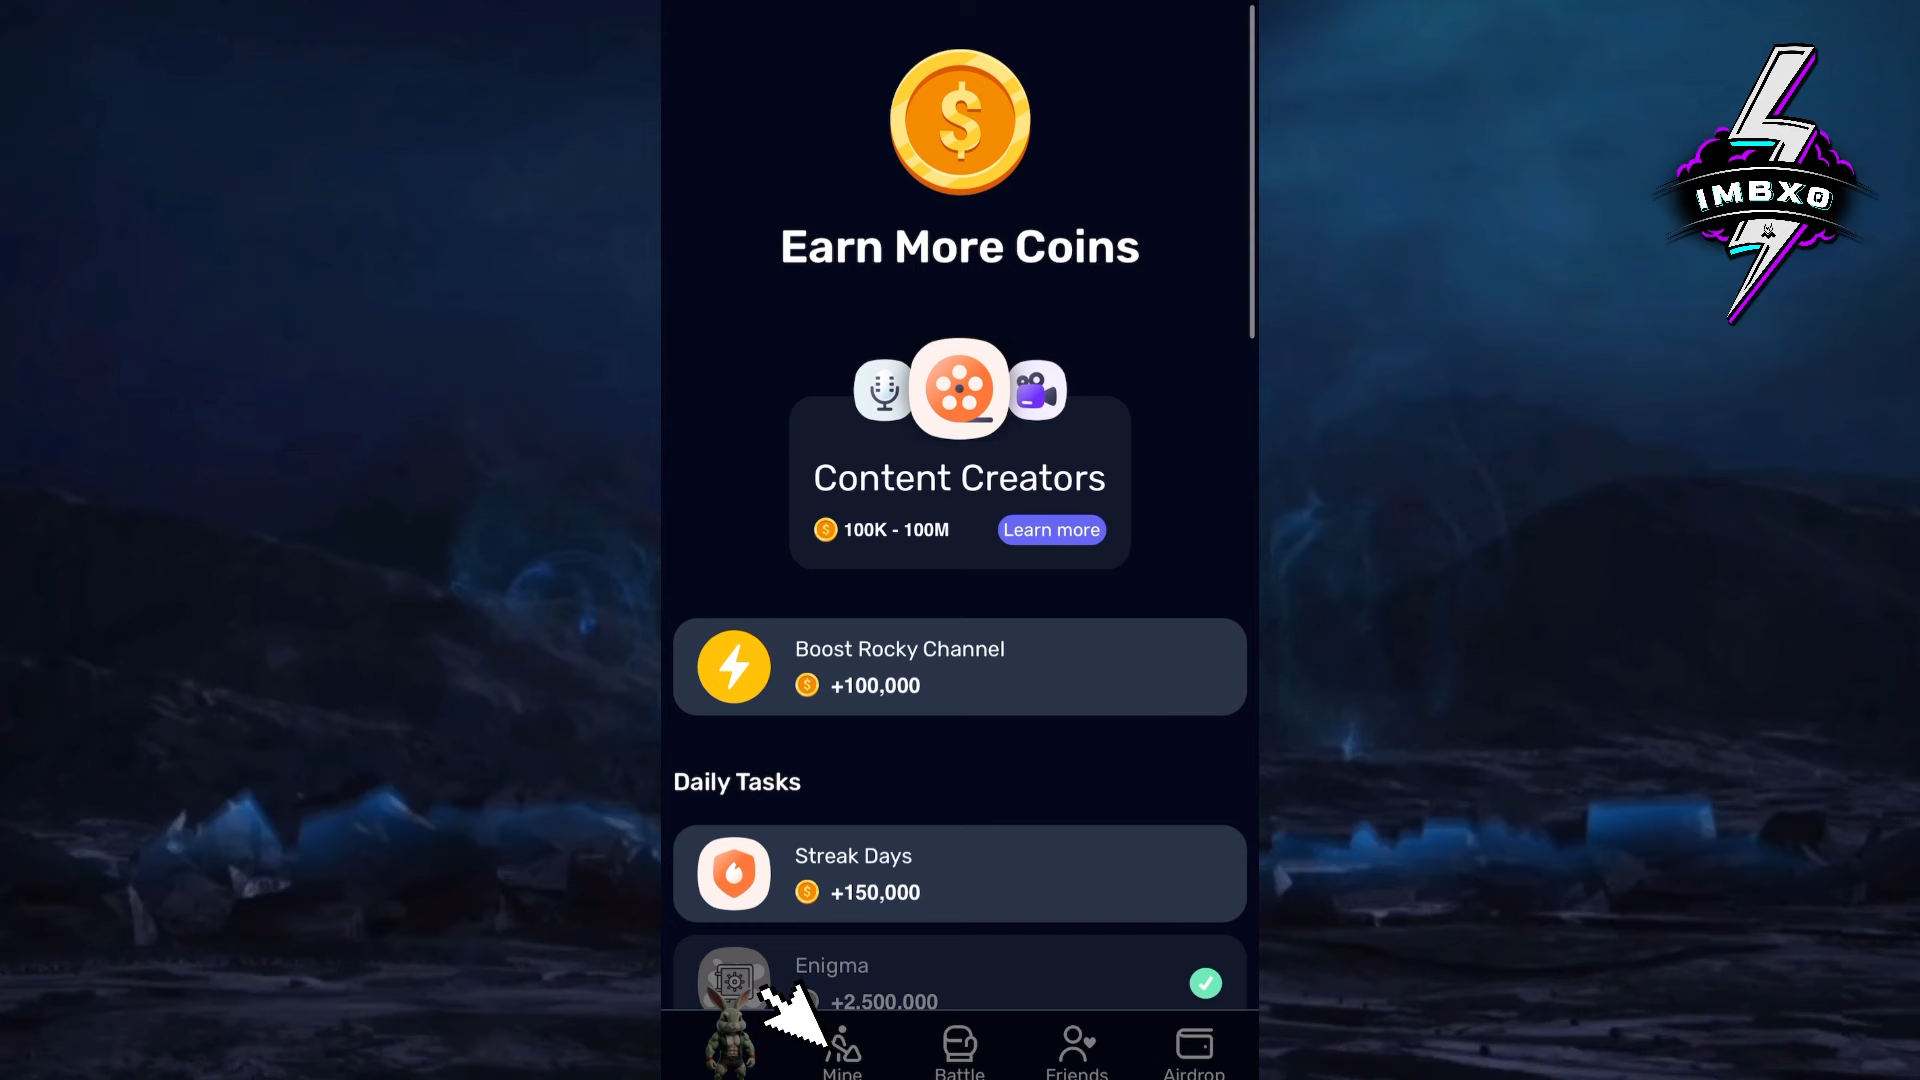 IMBXO
Earn More Coins
Content Creators
100K - 100M
Learn more
Boost Rocky Channel
+100,000
Daily Tasks
Streak Days
+150,000
Enigma
+2,500,000
Mine
Battle
Friends
Airdrop